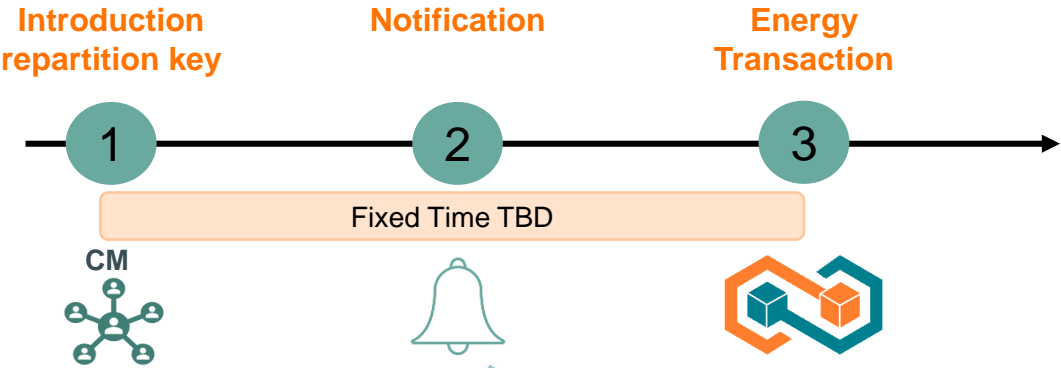 Introduction
repartition key
Notification
Energy
Transaction
1
2
3
Fixed Time TBD
CM